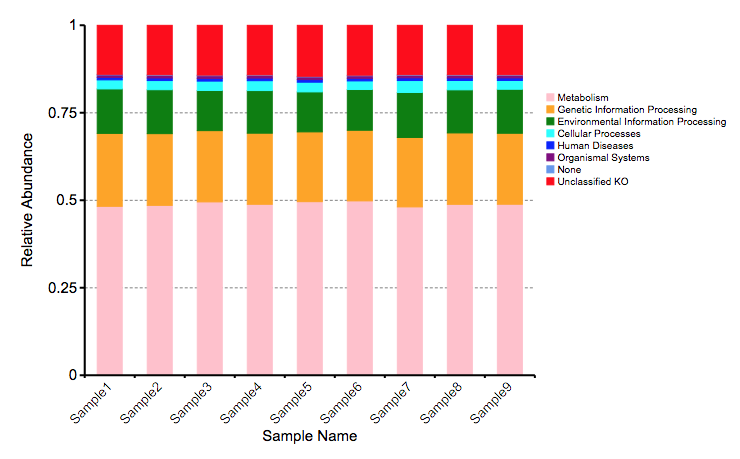 1
0.75
0.5
0.25
0
Relative Abundance
Sample1
Sample2
Sample3
Sample4
Sample5
Sample6
Sample7
Sample8
Sample9
Sample Name
Metabolism
Genetic Information Processing
Environmental Information Processing
Cellular Processes
Human Diseases
Organismal Systems
None
Unclassified KO